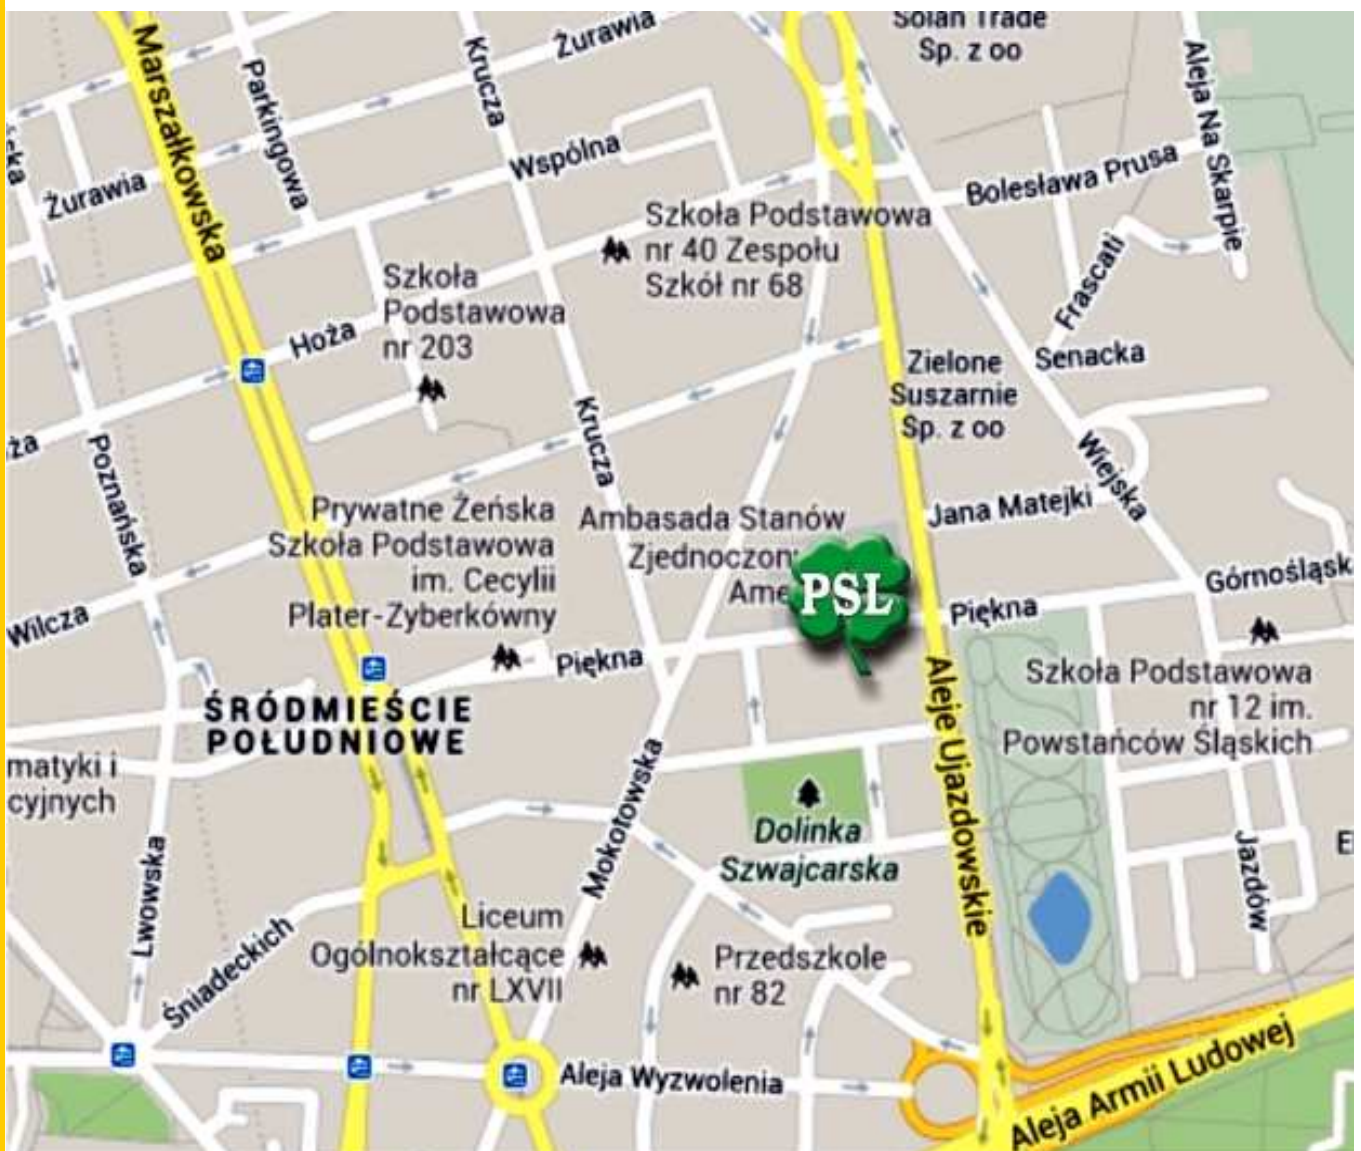 Marszałkowska
Parkingowa
Krucza
Żurawia
Solan Trade
Sp. z oo
Aleja Na Skarpie
Żurawia
Wspólna
Bolesława Prusa
Szkoła Podstawowa
nr 40 Zespołu
Szkół nr 68
Frascati
Szkoła
Podstawowa
nr 203
Hoża
Senacka
Zielone
Suszarnie
Sp. z oo
ża
Poznańska
Krucza
Wiejska
Jana Matejki
Prywatne Żeńska
Szkoła Podstawowa
im. Cecylii
Plater-Zyberkówny
Ambasada Stanów
Zjednoczon
Ame
PSL
Górnośląsk
Wilcza
Piękna
Piękna
Szkoła Podstawowa
nr 12 im.
Powstańców Śląskich
ŚRÓDMIEŚCIE
POŁUDNIOWE
Aleje Ujazdowskie
matyki i
cyjnych
Mokotowska
Dolinka
Szwajcarska
Jazdów
Lwowska
Śniadeckich
Liceum
Ogólnokształcące
nr LXVII
Przedszkole
nr 82
Aleja Wyzwolenia
Aleja Armii Ludowej